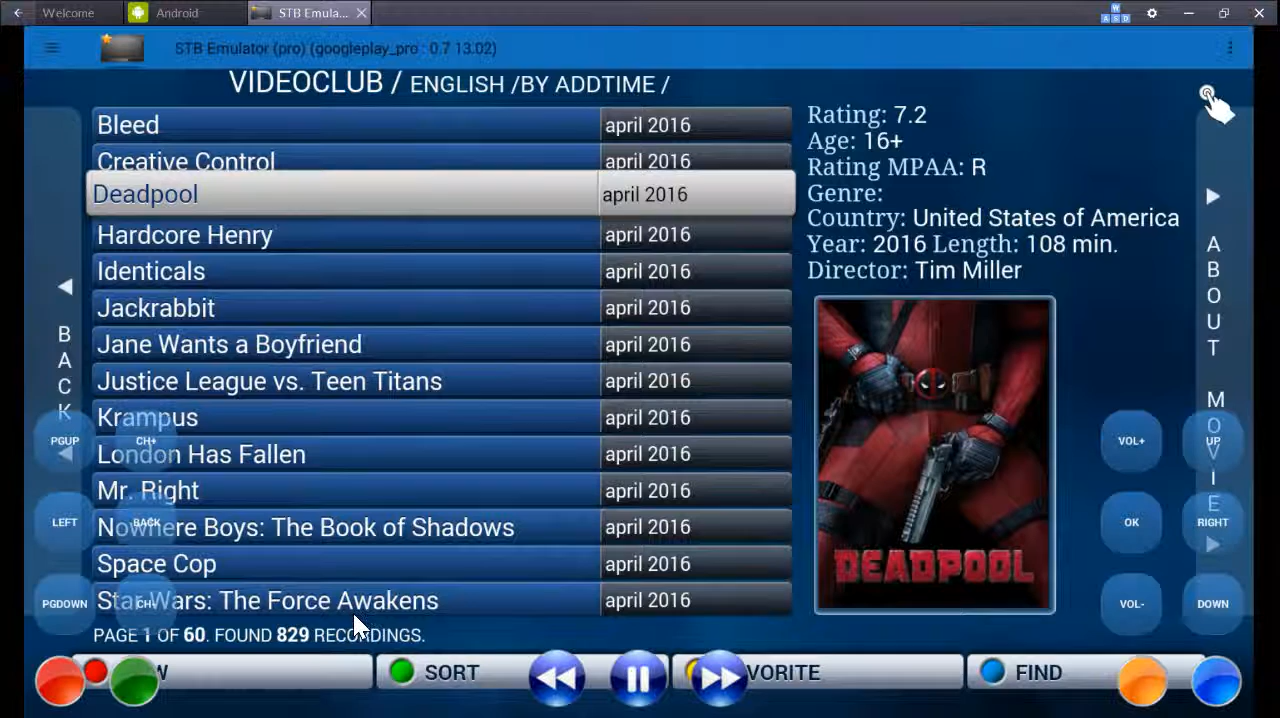 Welcome
Android
STB Emula...
W
A S D
STB Emulator (pro) (googleplay_pro : 0.7 13.02)
VIDEOCLUB / ENGLISH /BY ADDTIME /
Bleed april 2016
Creative Control april 2016
Deadpool april 2016
Hardcore Henry april 2016
Identicals april 2016
Jackrabbit april 2016
Jane Wants a Boyfriend april 2016
Justice League vs. Teen Titans april 2016
Krampus april 2016
London Has Fallen april 2016
Mr. Right april 2016
Nowhere Boys: The Book of Shadows april 2016
Space Cop april 2016
Star Wars: The Force Awakens april 2016
PAGE 1 OF 60. FOUND 829 RECORDINGS.
Rating: 7.2
Age: 16+
Rating MPAA: R
Genre:
Country: United States of America
Year: 2016 Length: 108 min.
Director: Tim Miller
DEADPOOL
BACK
ABOUT MOVIE
PGUP
CH+
LEFT
BACK
PGDOWN
CH-
VOL+
UP
OK
RIGHT
VOL-
DOWN
W
SORT
VORITE
FIND